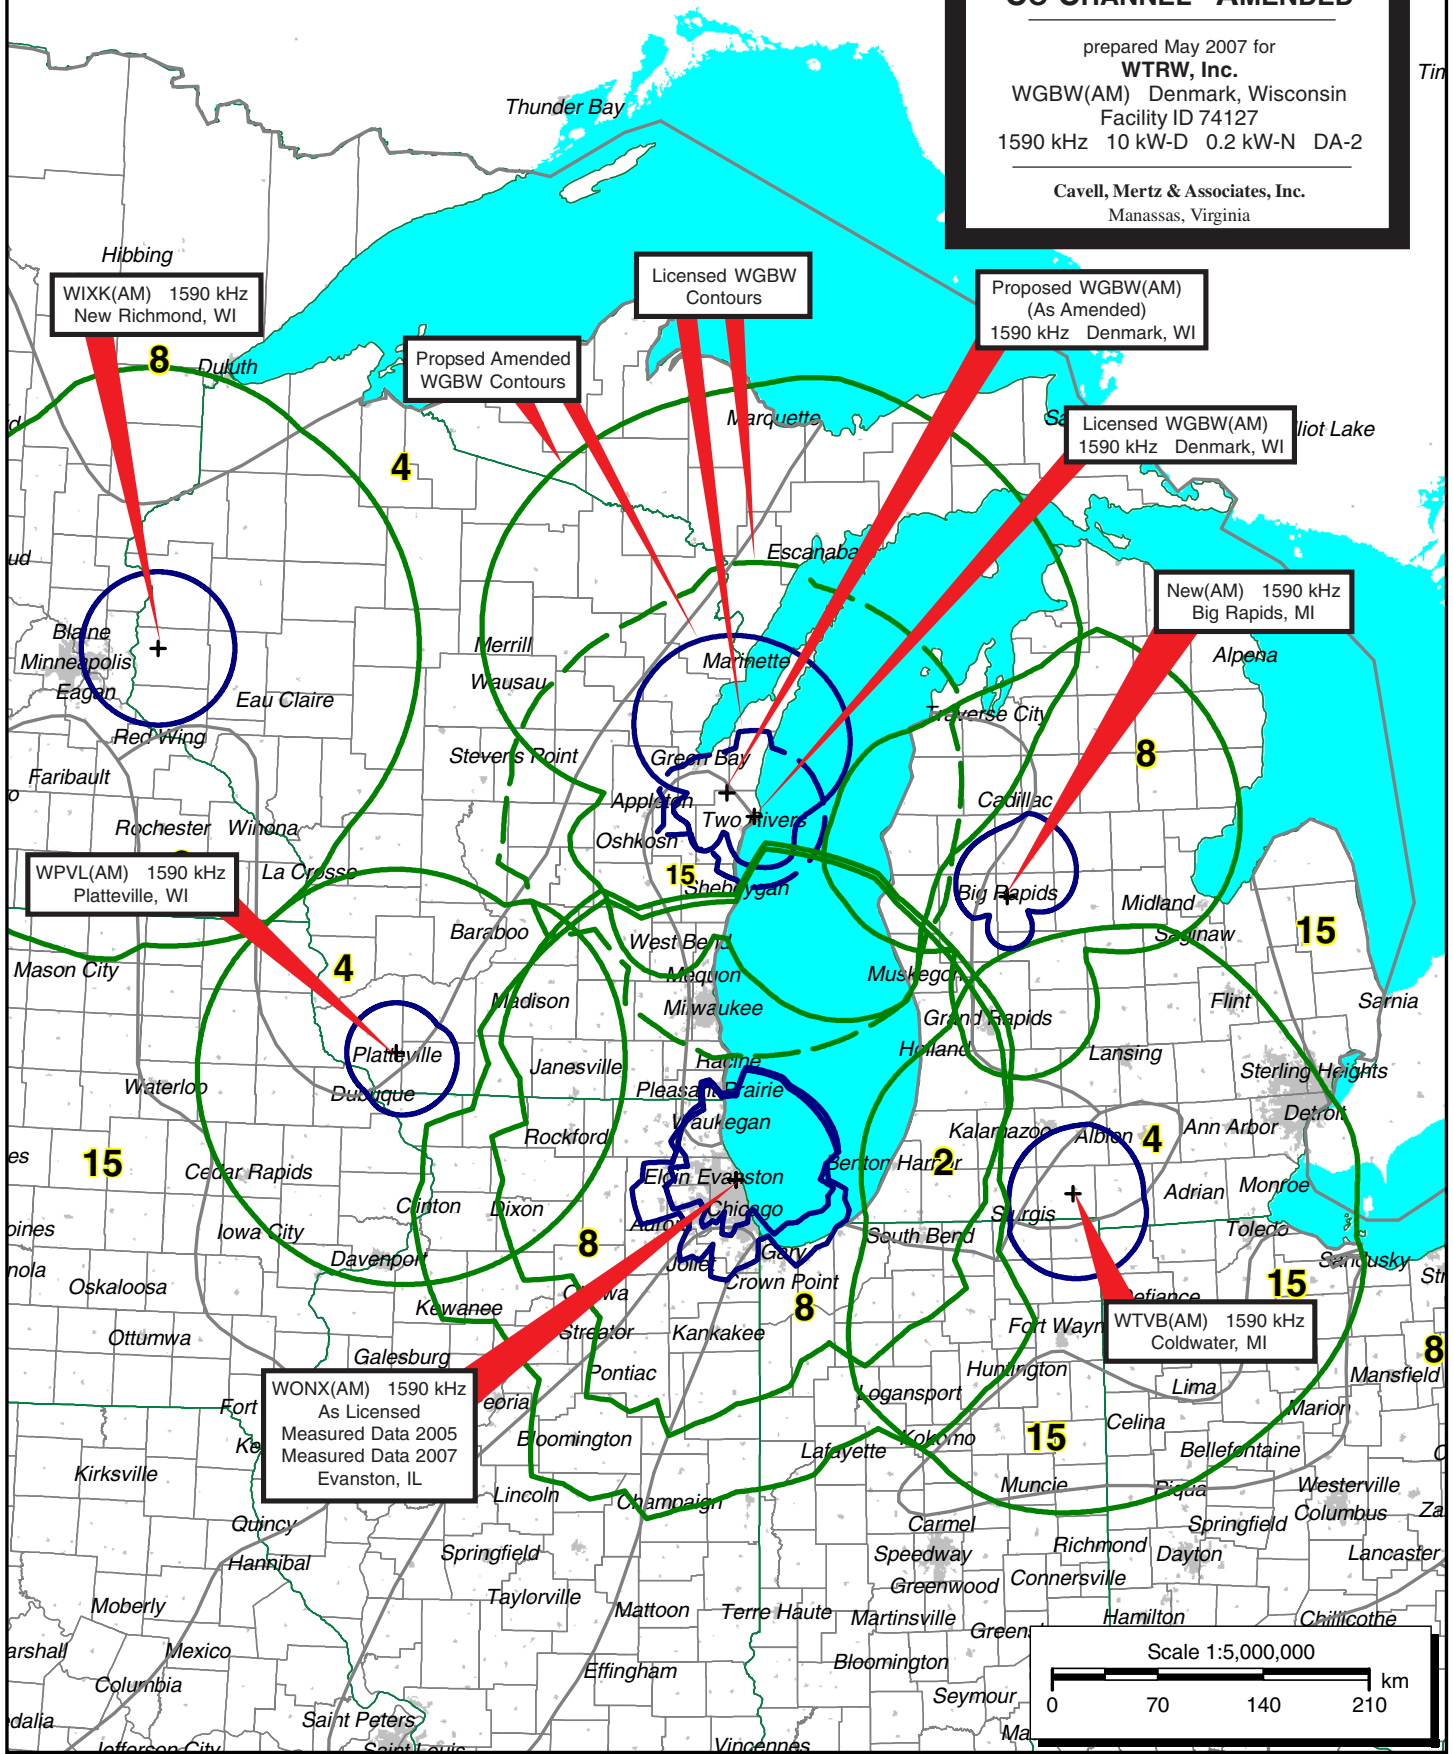 prepared May 2007 for
WTRW, Inc.
WGBW(AM) Denmark, Wisconsin
Facility ID 74127
1590 kHz 10 kW-D 0.2 kW-N DA-2
Cavell, Mertz & Associates, Inc.
Manassas, Virginia
Thunder Bay
Hibbing
WIXK(AM) 1590 kHz
New Richmond, WI
Licensed WGBW
Contours
Proposed WGBW(AM)
(As Amended)
1590 kHz Denmark, WI
Propsed Amended
WGBW Contours
8
Duluth
Marquette
Licensed WGBW(AM)
1590 kHz Denmark, WI
4
Escanaba
New(AM) 1590 kHz
Big Rapids, MI
Blaine
Minneapolis
Eagan
Merrill
Marinette
Alpena
Wausau
Eau Claire
Traverse City
Red Wing
Stevens Point
Green Bay
8
Faribault
Appleton
Cadillac
Rochester
Winona
Oshkosh
Two Rivers
WPVL(AM) 1590 kHz
Platteville, WI
La Crosse
15
Sheboygan
Big Rapids
Midland
Baraboo
West Bend
Saginaw
15
Mason City
4
Mequon
Muskegon
Madison
Milwaukee
Flint
Sarnia
Grand Rapids
Platteville
Janesville
Racine
Holland
Lansing
Waterloo
Dubuque
Pleasant Prairie
Sterling Heights
Waukegan
Detroit
Rockford
Kalamazoo
Albion
4
Ann Arbor
15
Cedar Rapids
Elgin
Evanston
Benton Harbor
2
Clinton
Dixon
Chicago
Sturgis
Adrian
Monroe
Iowa City
Aurora
South Bend
Toledo
Davenport
8
Joliet
Gary
Sandusky
Oskaloosa
Crown Point
15
Kewanee
Ottawa
8
Defiance
Ottumwa
Streator
Kankakee
WTVB(AM) 1590 kHz
Coldwater, MI
8
Galesburg
Pontiac
Huntington
Lima
Mansfield
WONX(AM) 1590 kHz
As Licensed
Measured Data 2005
Measured Data 2007
Evanston, IL
Logansport
Marion
Bloomington
Lafayette
Kokomo
15
Celina
Bellefontaine
Kirksville
Lincoln
Champaign
Muncie
Piqua
Westerville
Quincy
Carmel
Springfield
Columbus
Hannibal
Springfield
Speedway
Richmond
Dayton
Lancaster
Taylorville
Greenwood
Connersville
Moberly
Mattoon
Terre Haute
Martinsville
Hamilton
Chillicothe
Mexico
Bloomington
Columbia
Effingham
Seymour
Saint Peters
Jefferson City
Saint Louis
Vincennes
Scale 1:5,000,000
km
0 70 140 210